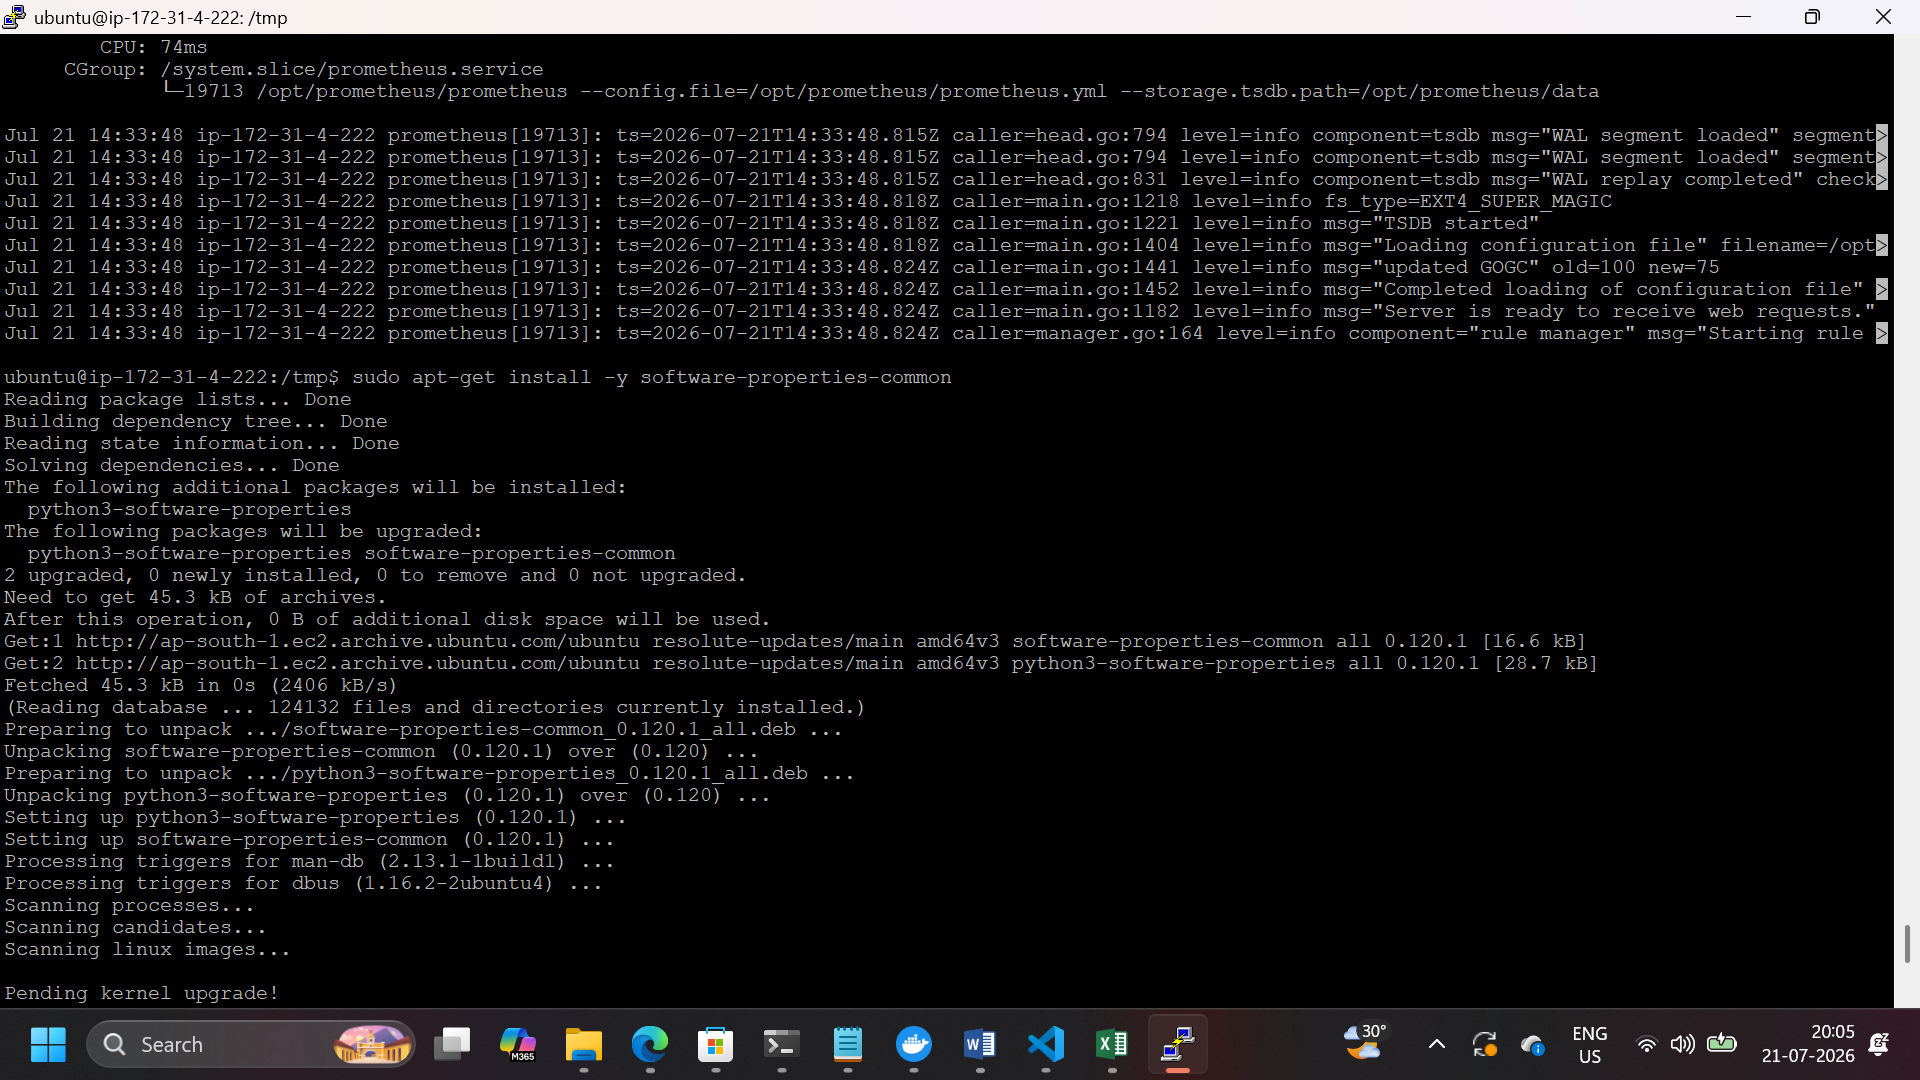 ubuntu@ip-172-31-4-222: /tmp
CPU: 74ms
CGroup: /system.slice/prometheus.service
└─19713 /opt/prometheus/prometheus --config.file=/opt/prometheus/prometheus.yml --storage.tsdb.path=/opt/prometheus/data
Jul 21 14:33:48 ip-172-31-4-222 prometheus[19713]: ts=2026-07-21T14:33:48.815Z caller=head.go:794 level=info component=tsdb msg="WAL segment loaded" segment>
Jul 21 14:33:48 ip-172-31-4-222 prometheus[19713]: ts=2026-07-21T14:33:48.815Z caller=head.go:794 level=info component=tsdb msg="WAL segment loaded" segment>
Jul 21 14:33:48 ip-172-31-4-222 prometheus[19713]: ts=2026-07-21T14:33:48.815Z caller=head.go:831 level=info component=tsdb msg="WAL replay completed" check>
Jul 21 14:33:48 ip-172-31-4-222 prometheus[19713]: ts=2026-07-21T14:33:48.818Z caller=main.go:1218 level=info fs_type=EXT4_SUPER_MAGIC
Jul 21 14:33:48 ip-172-31-4-222 prometheus[19713]: ts=2026-07-21T14:33:48.818Z caller=main.go:1221 level=info msg="TSDB started"
Jul 21 14:33:48 ip-172-31-4-222 prometheus[19713]: ts=2026-07-21T14:33:48.818Z caller=main.go:1404 level=info msg="Loading configuration file" filename=/opt>
Jul 21 14:33:48 ip-172-31-4-222 prometheus[19713]: ts=2026-07-21T14:33:48.824Z caller=main.go:1441 level=info msg="updated GOGC" old=100 new=75
Jul 21 14:33:48 ip-172-31-4-222 prometheus[19713]: ts=2026-07-21T14:33:48.824Z caller=main.go:1452 level=info msg="Completed loading of configuration file" >
Jul 21 14:33:48 ip-172-31-4-222 prometheus[19713]: ts=2026-07-21T14:33:48.824Z caller=main.go:1182 level=info msg="Server is ready to receive web requests."
Jul 21 14:33:48 ip-172-31-4-222 prometheus[19713]: ts=2026-07-21T14:33:48.824Z caller=manager.go:164 level=info component="rule manager" msg="Starting rule >
ubuntu@ip-172-31-4-222:/tmp$ sudo apt-get install -y software-properties-common
Reading package lists... Done
Building dependency tree... Done
Reading state information... Done
Solving dependencies... Done
The following additional packages will be installed:
python3-software-properties
The following packages will be upgraded:
python3-software-properties software-properties-common
2 upgraded, 0 newly installed, 0 to remove and 0 not upgraded.
Need to get 45.3 kB of archives.
After this operation, 0 B of additional disk space will be used.
Get:1 http://ap-south-1.ec2.archive.ubuntu.com/ubuntu resolute-updates/main amd64v3 software-properties-common all 0.120.1 [16.6 kB]
Get:2 http://ap-south-1.ec2.archive.ubuntu.com/ubuntu resolute-updates/main amd64v3 python3-software-properties all 0.120.1 [28.7 kB]
Fetched 45.3 kB in 0s (2406 kB/s)
(Reading database ... 124132 files and directories currently installed.)
Preparing to unpack .../software-properties-common_0.120.1_all.deb ...
Unpacking software-properties-common (0.120.1) over (0.120) ...
Preparing to unpack .../python3-software-properties_0.120.1_all.deb ...
Unpacking python3-software-properties (0.120.1) over (0.120) ...
Setting up python3-software-properties (0.120.1) ...
Setting up software-properties-common (0.120.1) ...
Processing triggers for man-db (2.13.1-1build1) ...
Processing triggers for dbus (1.16.2-2ubuntu4) ...
Scanning processes...
Scanning candidates...
Scanning linux images...
Pending kernel upgrade!
Search
M365
30°
ENG
US
20:05
21-07-2026